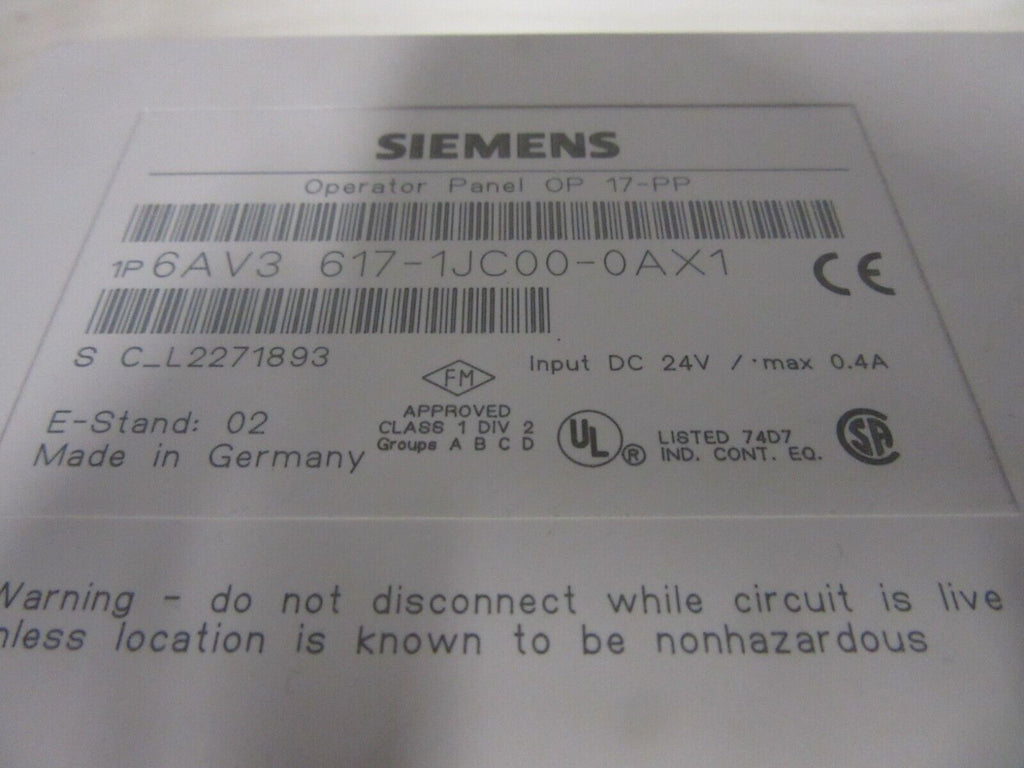 SIEMENS
Operator Panel OP 17-PP
1P 6AV3 617-1JC00-0AX1
CE
S C_L2271893
Input DC 24V / max 0.4A
FM
APPROVED
CLASS 1 DIV 2
Groups A B C D
E-Stand: 02
Made in Germany
UL ®
LISTED 74D7
IND. CONT. EQ.
SA
Warning - do not disconnect while circuit is live
nless location is known to be nonhazardous